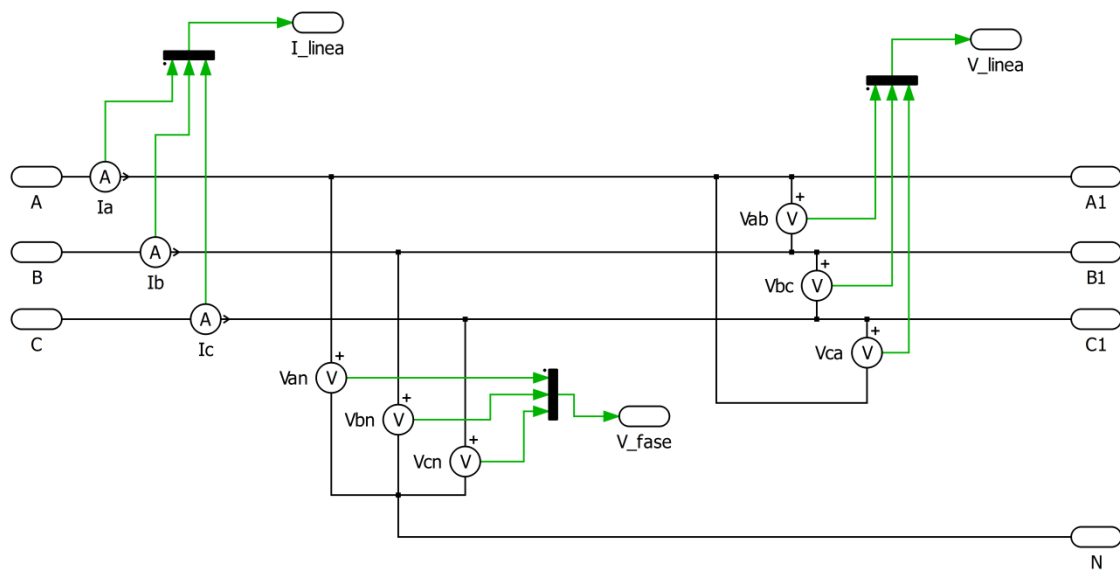 I_linea
V_linea
A
A
Ia
Vab
+
V
A1
A
B
Ib
Vbc
+
V
B1
A
C
Ic
Vca
+
V
C1
Van
+
V
Vbn
+
V
V_fase
Vcn
+
V
N